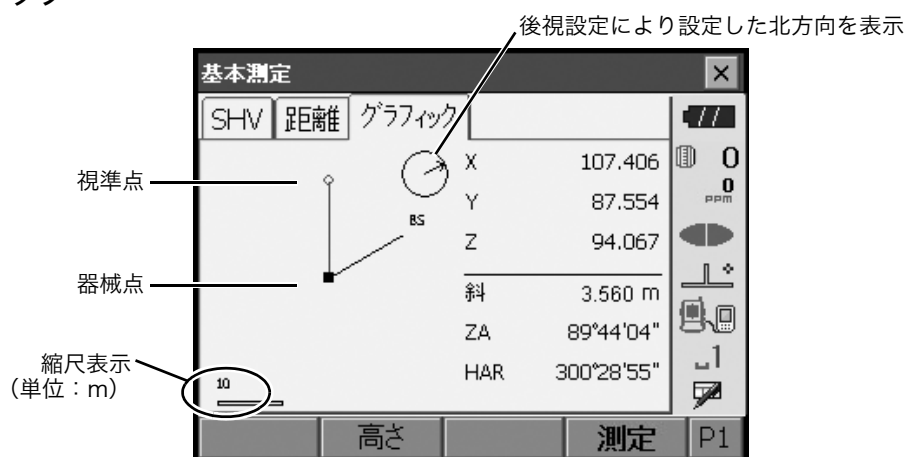 後視設定により設定した北方向を表示
基本測定
SHV 距離 グラフィック
視準点
器械点
縮尺表示
（単位：m）
BS
10
X 107.406
Y 87.554
Z 94.067
斜 3.560 m
ZA 89°44'04"
HAR 300°28'55"
0
0
PPM
1
高さ 測定 P1